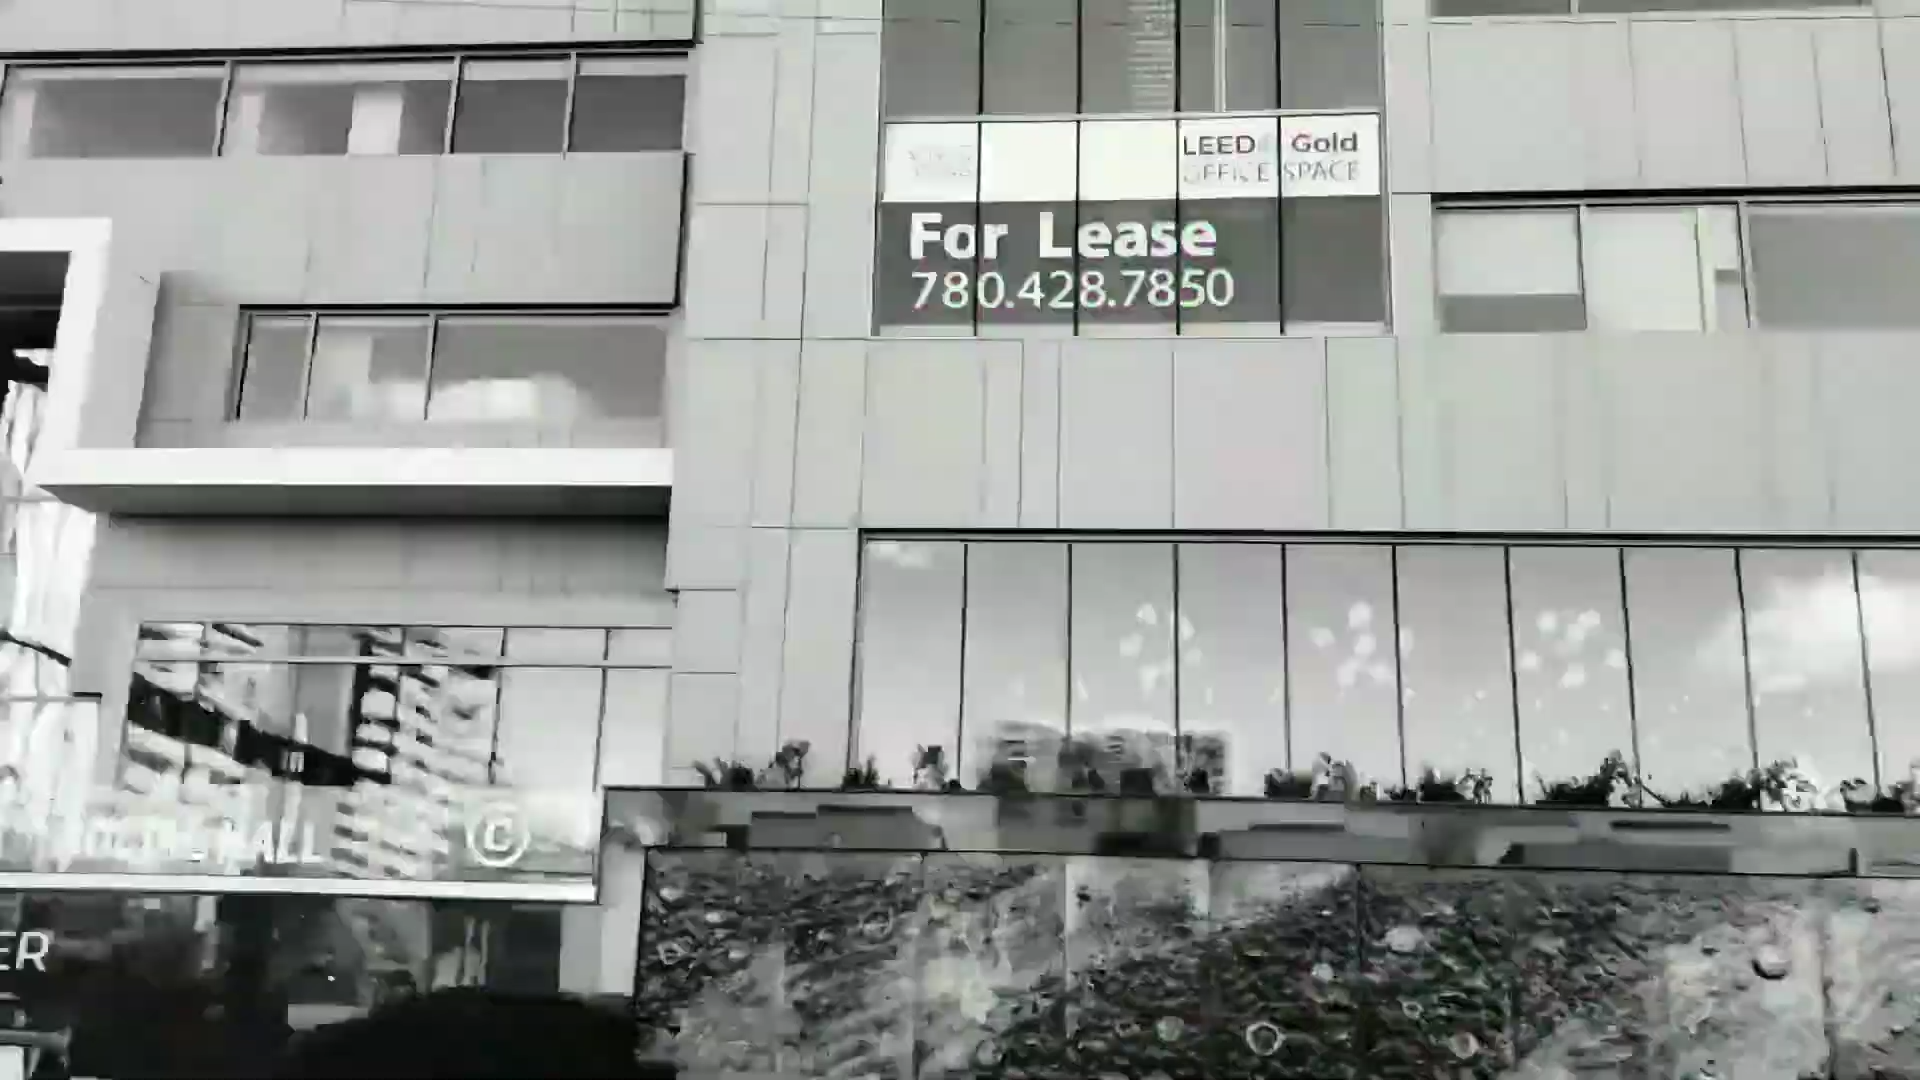 LEED Gold
OFFICE SPACE
For Lease
780.428.7850
HALL
C
ER